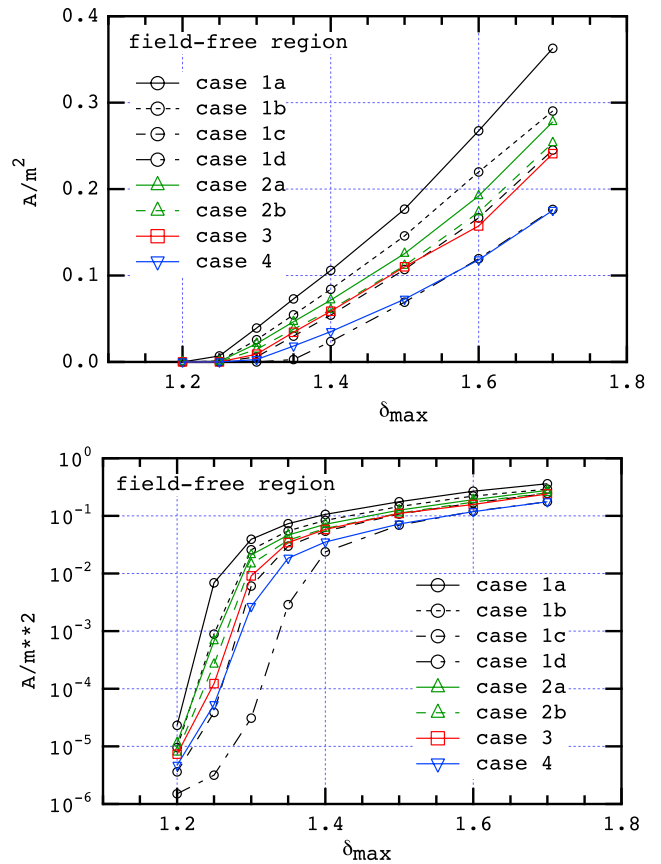 0.4
field-free region
case 1a
case 1b
0.3
case 1c
case 1d
A/m²
0.2
case 2a
case 2b
case 3
case 4
0.1
0.0
1.2
1.4
1.6
1.8
δmax
10⁰
field-free region
10⁻¹
10⁻²
case 1a
case 1b
A/m**2
10⁻³
case 1c
case 1d
10⁻⁴
case 2a
case 2b
10⁻⁵
case 3
case 4
10⁻⁶
1.2
1.4
1.6
1.8
δmax